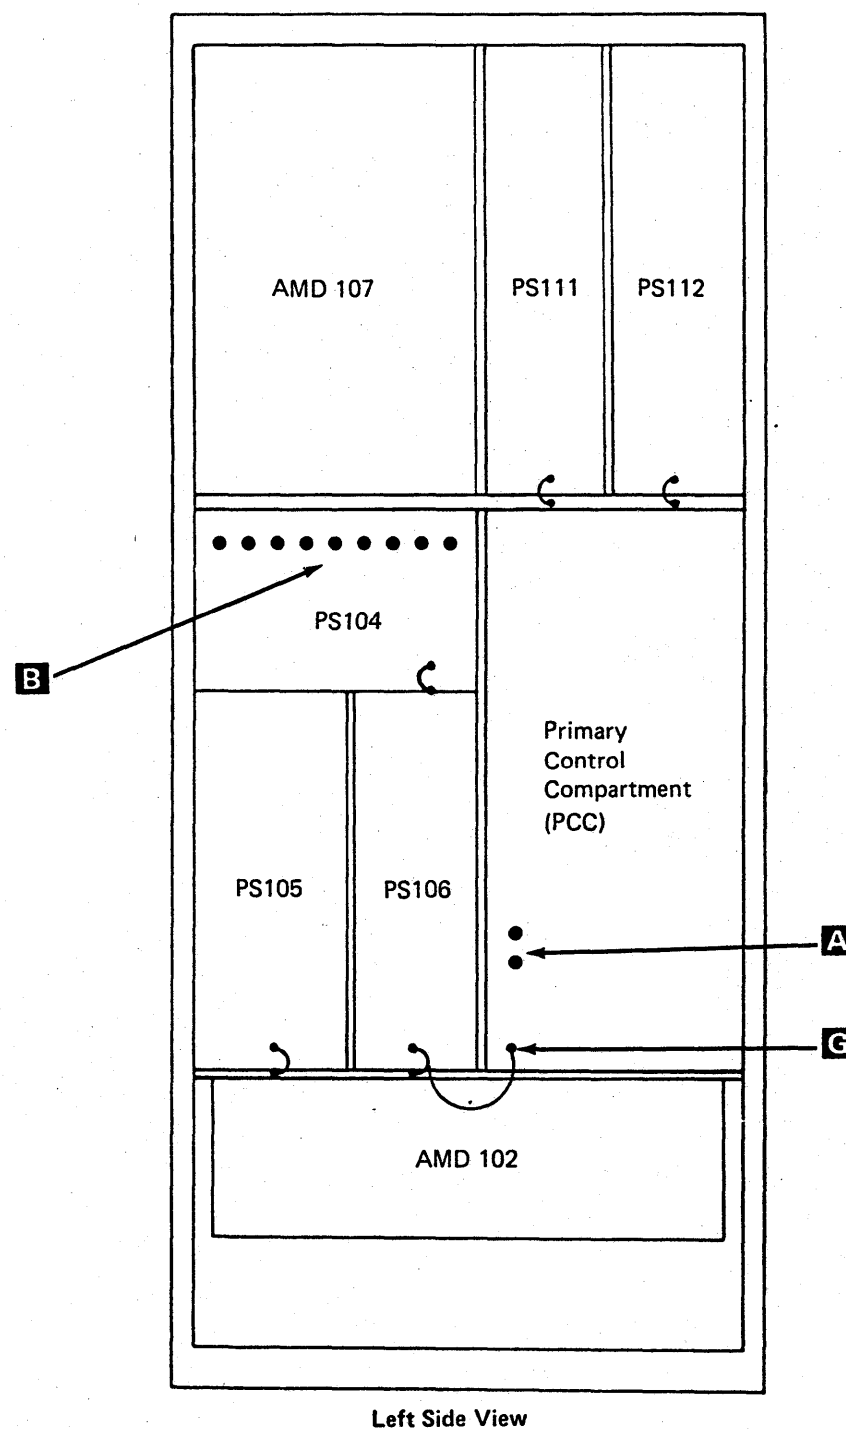 AMD 107
PS111
PS112
PS104
B
Primary
Control
Compartment
(PCC)
PS105
PS106
A
G
AMD 102
Left Side View